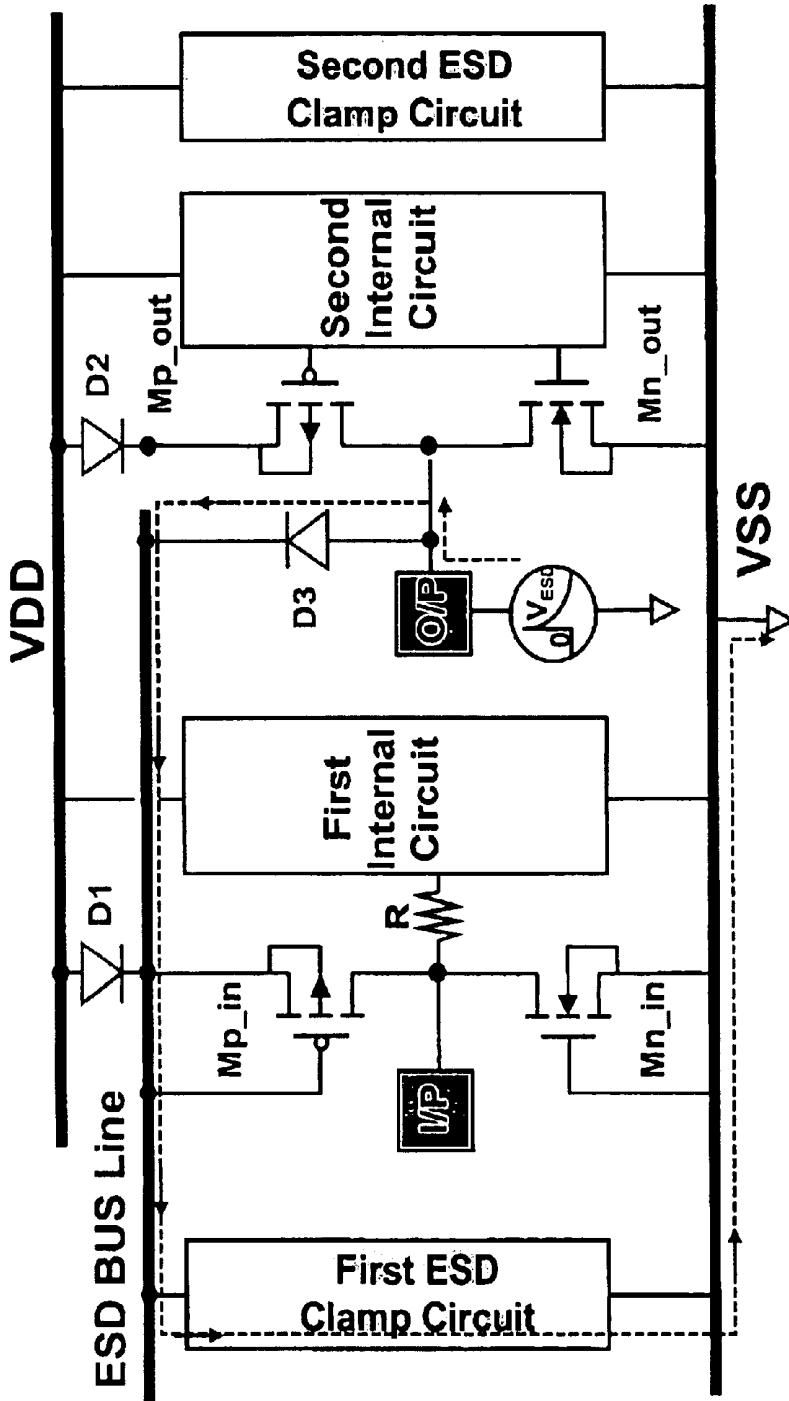 VDD
ESD BUS Line
D1
D2
D3
Mp_in
Mn_in
I/P
R
First
Internal
Circuit
First ESD
Clamp Circuit
O/P
0
VESD
Mp_out
Mn_out
Second
Internal
Circuit
Second ESD
Clamp Circuit
VSS